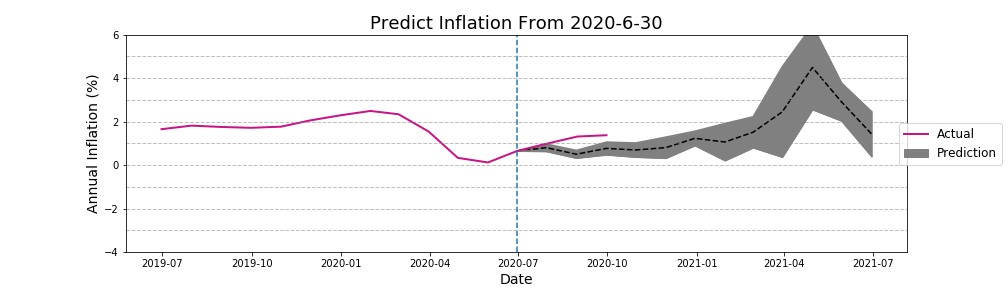 Predict Inflation From 2020-6-30
Annual Inflation (%)
6
4
2
0
−2
−4
2019-07 2019-10 2020-01 2020-04 2020-07 2020-10 2021-01 2021-04 2021-07
Date
Actual
Prediction